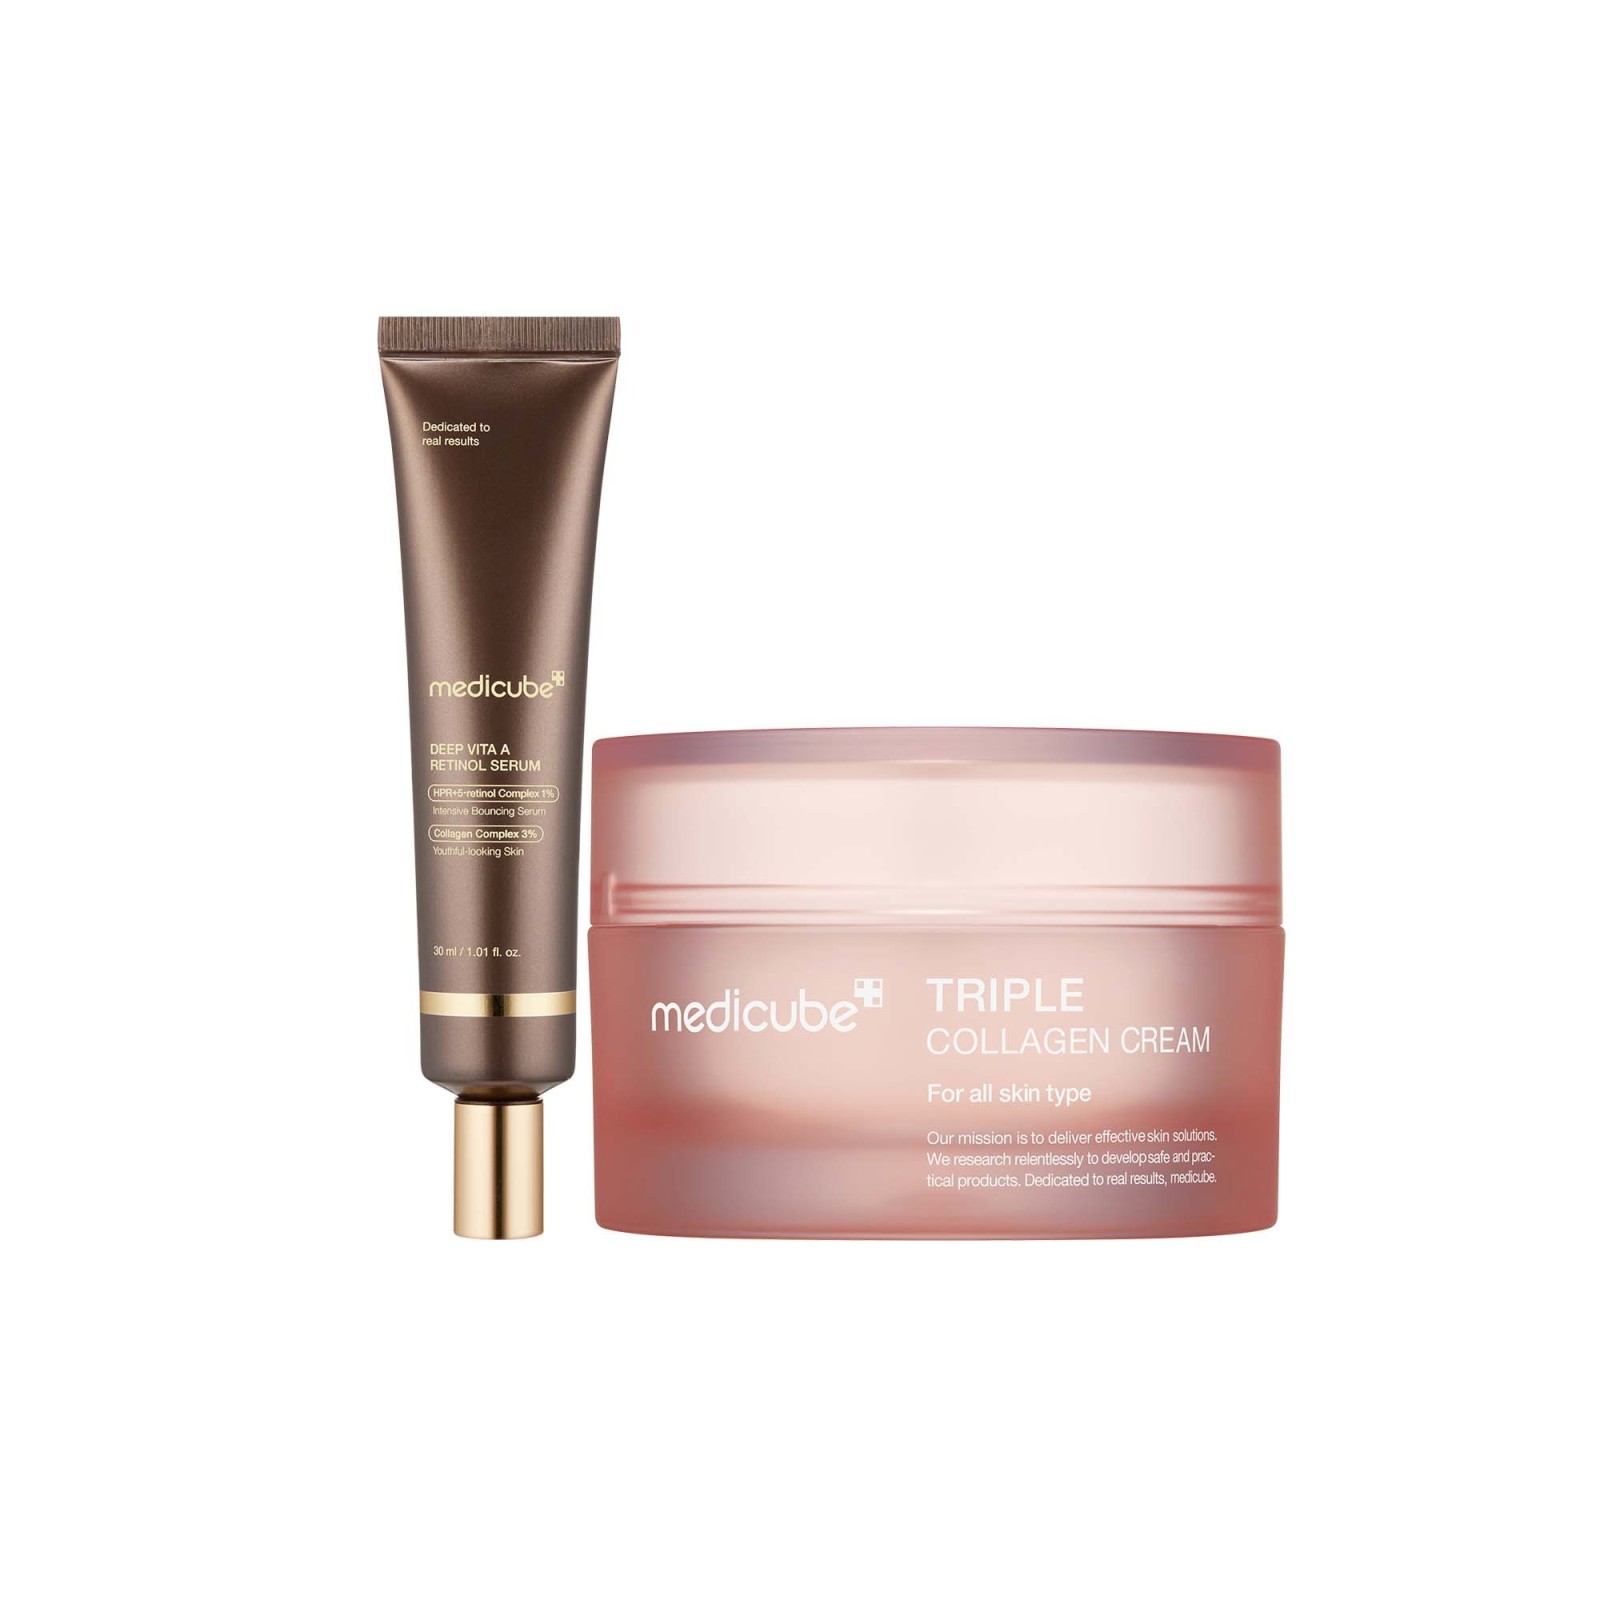 Dedicated to
real results
medicube
DEEP VITA A
RETINOL SERUM
HPR+5-retinol Complex 1%
Intensive Bouncing Serum
Collagen Complex 3%
Youthful-looking Skin
30 ml / 1.01 fl. oz.
medicube
TRIPLE
COLLAGEN CREAM
For all skin type
Our mission is to deliver effective skin solutions.
We research relentlessly to develop safe and prac-
tical products. Dedicated to real results, medicube.